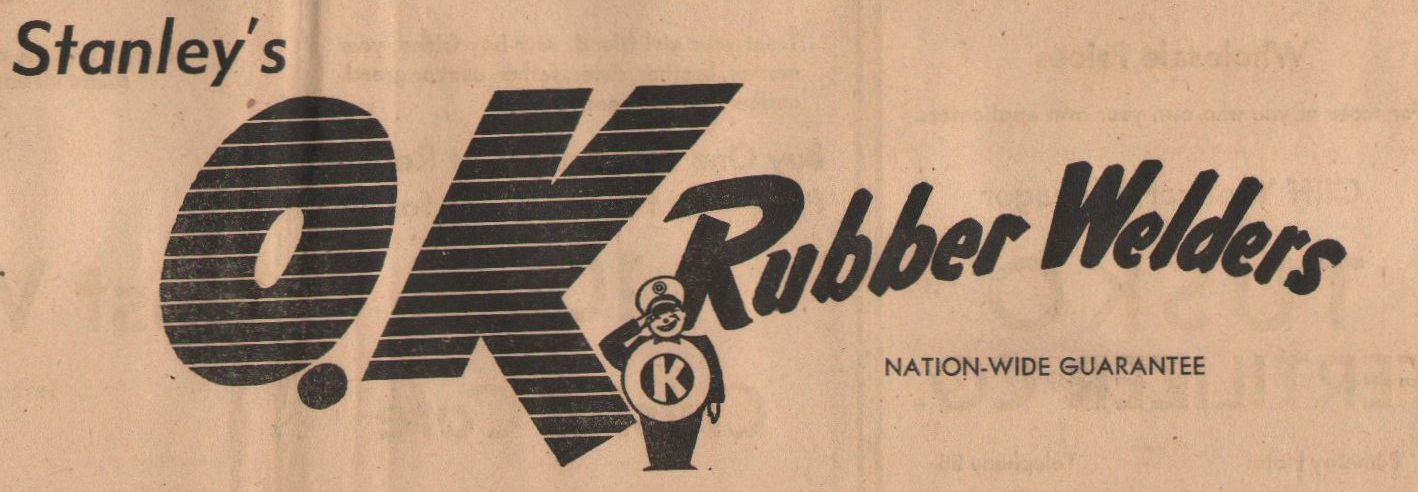 Stanley's
O.K Rubber Welders
K
NATION-WIDE GUARANTEE